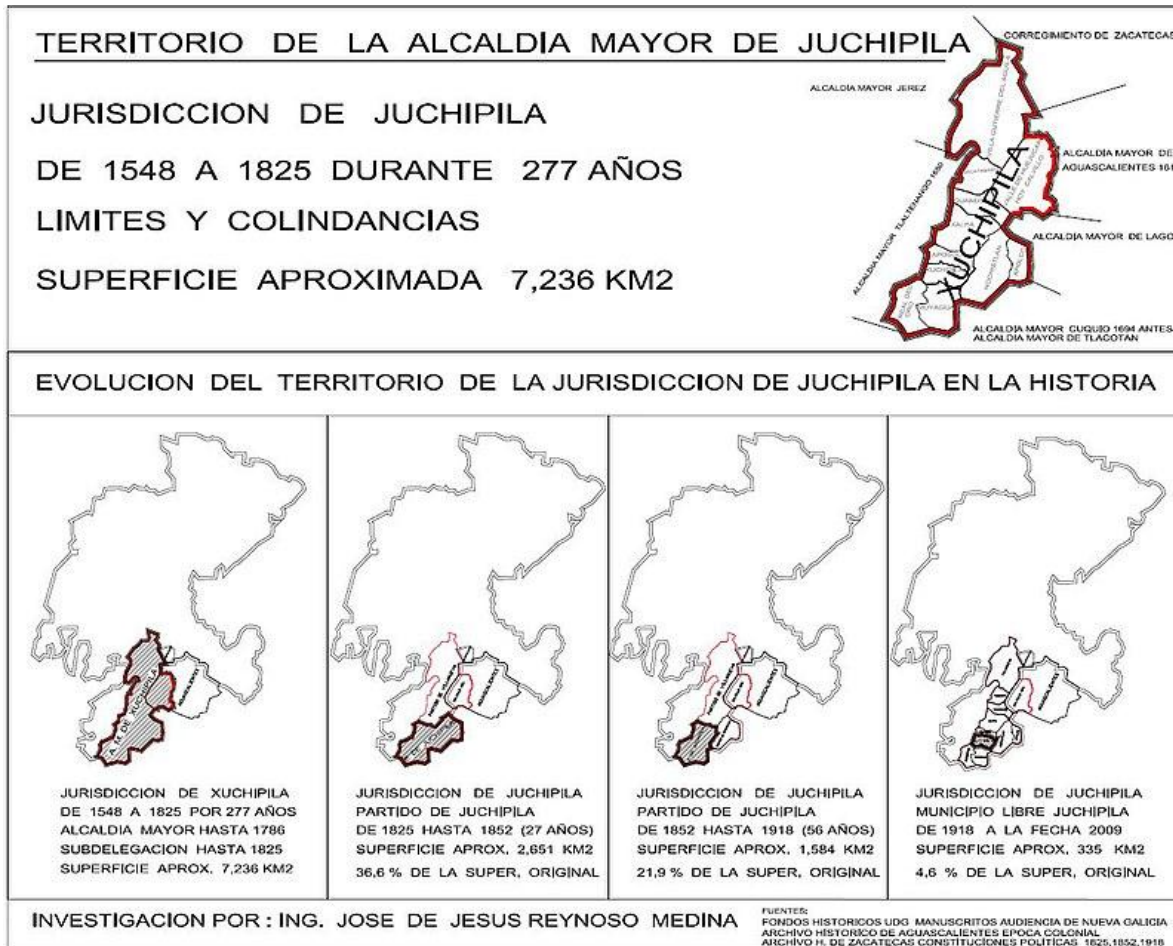 TERRITORIO DE LA ALCALDIA MAYOR DE JUCHIPILA
JURISDICCION DE JUCHIPILA
DE 1548 A 1825 DURANTE 277 AÑOS
LIMITES Y COLINDANCIAS
SUPERFICIE APROXIMADA 7,236 KM2
CORREGIMIENTO DE ZACATECAS
ALCALDIA MAYOR JEREZ
ALCALDIA MAYOR DE
AGUASCALIENTES
ALCALDIA MAYOR TLALTENANGO
XUCHIPILA
ALCALDIA MAYOR DE LAGO
ALCALDIA MAYOR CUQUIO 1694 ANTES
ALCALDIA MAYOR DE TLACOTAN
EVOLUCION DEL TERRITORIO DE LA JURISDICCION DE JUCHIPILA EN LA HISTORIA
A.M. DE XUCHIPILA
JURISDICCION DE XUCHIPILA
DE 1548 A 1825 POR 277 AÑOS
ALCALDIA MAYOR HASTA 1786
SUBDELEGACION HASTA 1825
SUPERFICIE APROX. 7,236 KM2
JURISDICCION DE JUCHIPILA
PARTIDO DE JUCHIPILA
DE 1825 HASTA 1852 (27 AÑOS)
SUPERFICIE APROX. 2,651 KM2
36,6 % DE LA SUPER, ORIGINAL
JURISDICCION DE JUCHIPILA
PARTIDO DE JUCHIPILA
DE 1852 HASTA 1918 (56 AÑOS)
SUPERFICIE APROX. 1,584 KM2
21,9 % DE LA SUPER, ORIGINAL
JURISDICCION DE JUCHIPILA
MUNICIPIO LIBRE JUCHIPILA
DE 1918 A LA FECHA 2009
SUPERFICIE APROX. 335 KM2
4,6 % DE LA SUPER, ORIGINAL
INVESTIGACION POR : ING. JOSE DE JESUS REYNOSO MEDINA
FUENTES:
FONDOS HISTORICOS UDG MANUSCRITOS AUDIENCIA DE NUEVA GALICIA
ARCHIVO HISTORICO DE AGUASCALIENTES EPOCA COLONIAL
ARCHIVO H. DE ZACATECAS CONSTITUCIONES POLITICAS 1825,1852,1918